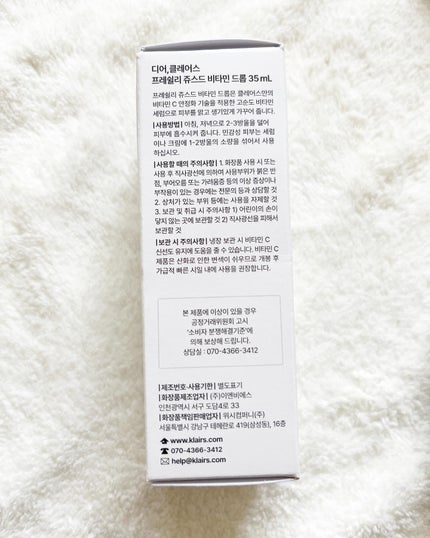 디어,클레어스
프레쉴리 쥬스드 비타민 드롭 35 mL
프레쉴리 쥬스드 비타민 드롭은 클레어스만의
비타민 C 안정화 기술을 적용한 고순도 비타민
세럼으로 피부를 맑고 생기있게 가꾸어 줍니다.
|사용방법| 아침, 저녁으로 2-3방울을 덜어
피부에 흡수시켜 줍니다. 민감성 피부는 세럼
이나 크림에 1-2방울의 소량을 섞어서 사용
하십시오.
|사용할 때의 주의사항| 1. 화장품 사용 시 또는
사용 후 직사광선에 의하여 사용부위가 붉은 반
점, 부어오름 또는 가려움증 등의 이상 증상이나
부작용이 있는 경우에는 전문의 등과 상담할 것
2. 상처가 있는 부위 등에는 사용을 자제할 것
3. 보관 및 취급 시 주의사항 1) 어린이의 손이
닿지 않는 곳에 보관할 것 2) 직사광선을 피해서
보관할 것
|보관 시 주의사항| 냉장 보관 시 비타민 C
신선도 유지에 도움을 줄 수 있습니다. 비타민 C
제품은 산화로 인한 변색이 쉬우므로 개봉 후
가급적 빠른 시일 내에 사용을 권장합니다.
본 제품에 이상이 있을 경우
공정거래위원회 고시
'소비자 분쟁해결기준'에
의해 보상해 드립니다.
상담실 : 070-4366-3412
|제조번호·사용기한| 별도표기
|화장품제조업자| (주)이엔비에스
인천광역시 서구 도담4로 33
|화장품책임판매업자| 위시컴퍼니(주)
서울특별시 강남구 테헤란로 419(삼성동), 16층
www.klairs.com
070-4366-3412
help@klairs.com